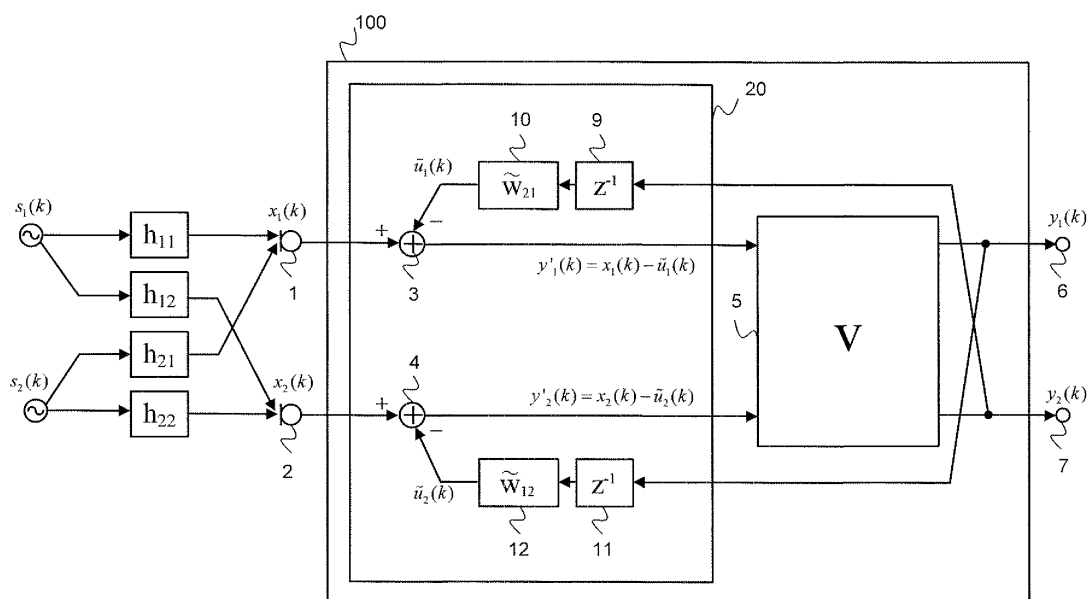 100
20
10
9
ũ₁(k)
w̃₂₁
z⁻¹
s₁(k)
h₁₁
x₁(k)
+
−
1
3
y'₁(k) = x₁(k) − ũ₁(k)
y₁(k)
6
h₁₂
5
V
s₂(k)
h₂₁
x₂(k)
4
+
−
y'₂(k) = x₂(k) − ũ₂(k)
y₂(k)
7
h₂₂
2
ũ₂(k)
w̃₁₂
z⁻¹
12
11